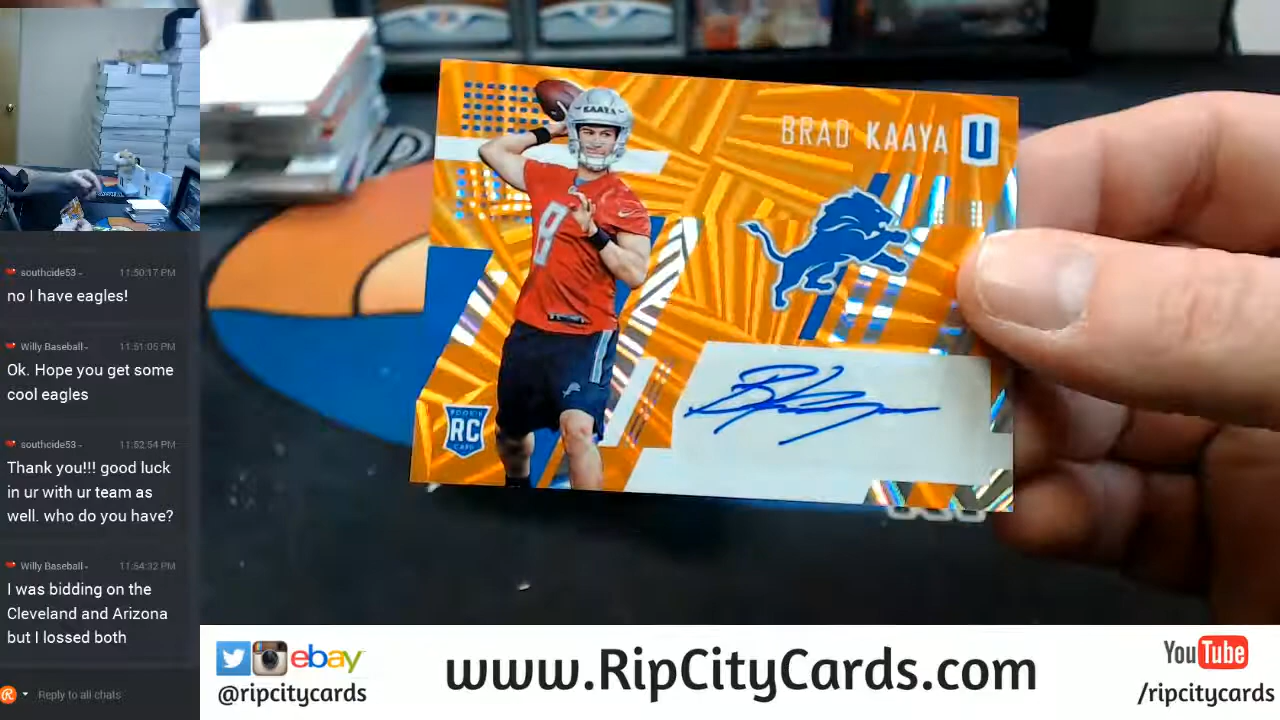 southcide53 - 11:50:17 PM
no I have eagles!
Willy Baseball - 11:51:05 PM
Ok. Hope you get some
cool eagles
southcide53 - 11:52:54 PM
Thank you!!! good luck
in ur with ur team as
well. who do you have?
Willy Baseball - 11:54:32 PM
I was bidding on the
Cleveland and Arizona
but I lossed both
Reply to all chats
KAAYA
BRAD KAAYA U
8
ROOKIE
RC
CARD
ebay
@ripcitycards
www.RipCityCards.com
YouTube
/ripcitycards